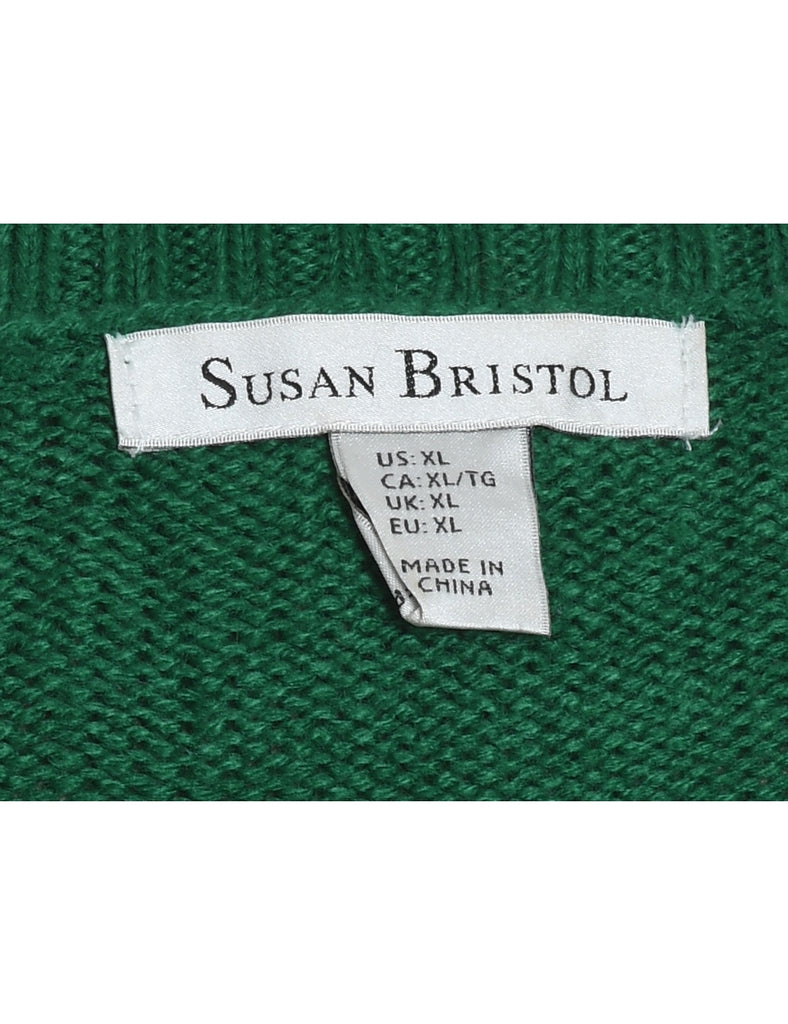 SUSAN BRISTOL
US: XL
CA: XL/TG
UK: XL
EU: XL
MADE IN
CHINA